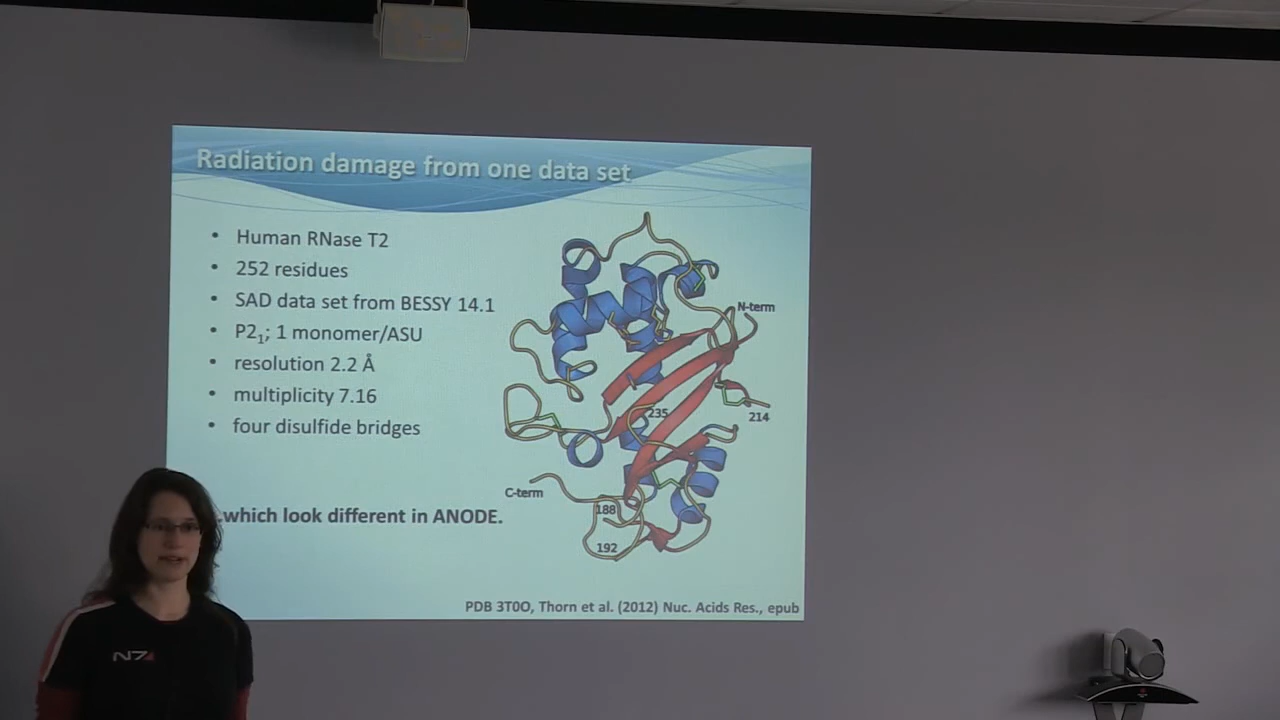 Radiation damage from one data set
• Human RNase T2
• 252 residues
• SAD data set from BESSY 14.1
• P2₁; 1 monomer/ASU
• resolution 2.2 Å
• multiplicity 7.16
• four disulfide bridges
.which look different in ANODE.
N-term
235
214
C-term
188
192
PDB 3T0O, Thorn et al. (2012) Nuc. Acids Res., epub
N7